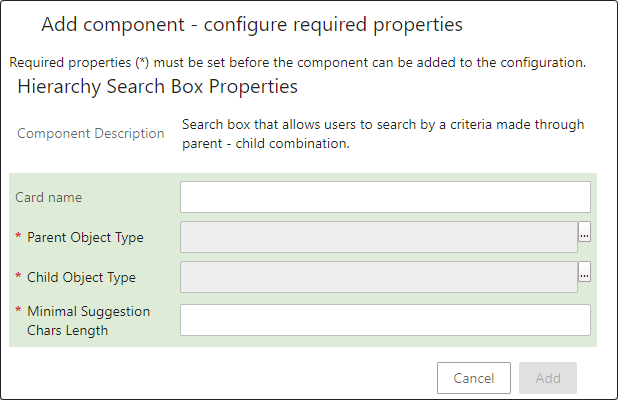 Add component - configure required properties
Required properties (*) must be set before the component can be added to the configuration.
Hierarchy Search Box Properties
Component Description
Search box that allows users to search by a criteria made through
parent - child combination.
Card name
* Parent Object Type
...
* Child Object Type
...
* Minimal Suggestion
Chars Length
Cancel
Add